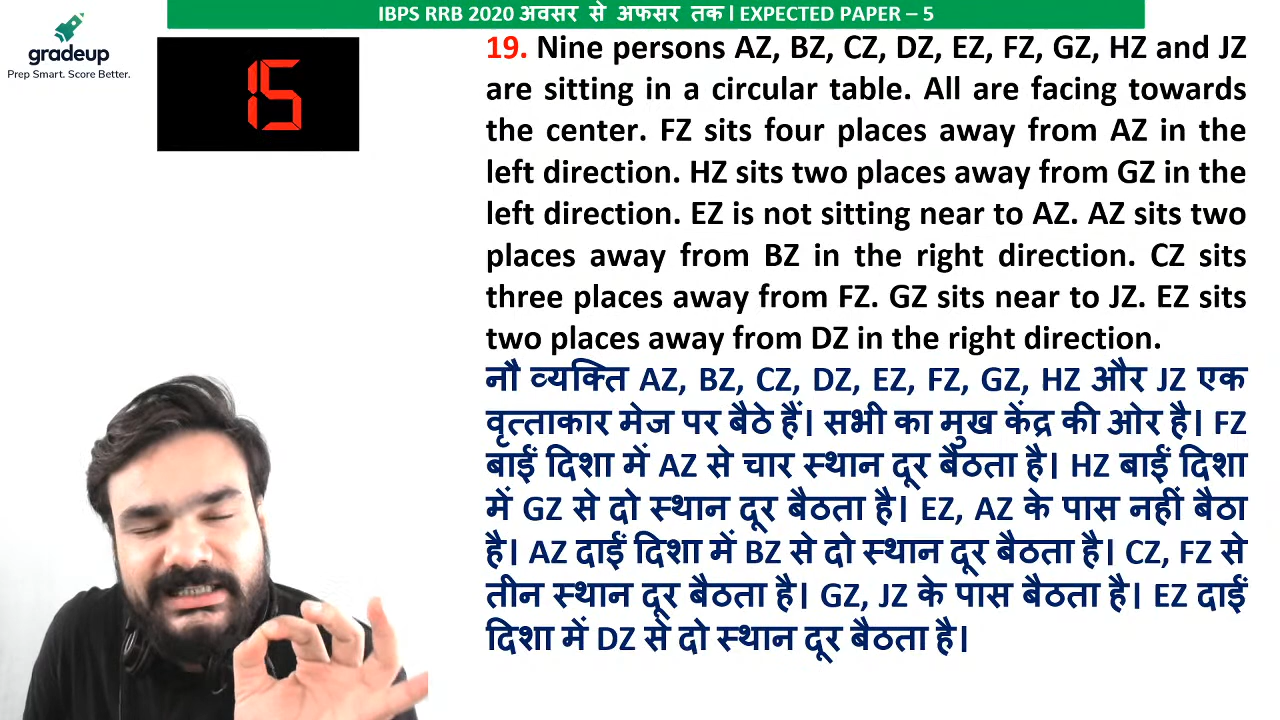 IBPS RRB 2020 अवसर से अफसर तक। EXPECTED PAPER – 5
gradeup
Prep Smart. Score Better.
15
19. Nine persons AZ, BZ, CZ, DZ, EZ, FZ, GZ, HZ and JZ
are sitting in a circular table. All are facing towards
the center. FZ sits four places away from AZ in the
left direction. HZ sits two places away from GZ in the
left direction. EZ is not sitting near to AZ. AZ sits two
places away from BZ in the right direction. CZ sits
three places away from FZ. GZ sits near to JZ. EZ sits
two places away from DZ in the right direction.
नौ व्यक्ति AZ, BZ, CZ, DZ, EZ, FZ, GZ, HZ और JZ एक
वृत्ताकार मेज पर बैठे हैं। सभी का मुख केंद्र की ओर है। FZ
बाईं दिशा में AZ से चार स्थान दूर बैठता है। HZ बाईं दिशा
में GZ से दो स्थान दूर बैठता है। EZ, AZ के पास नहीं बैठा
है। AZ दाईं दिशा में BZ से दो स्थान दूर बैठता है। CZ, FZ से
तीन स्थान दूर बैठता है। GZ, JZ के पास बैठता है। EZ दाईं
दिशा में DZ से दो स्थान दूर बैठता है।